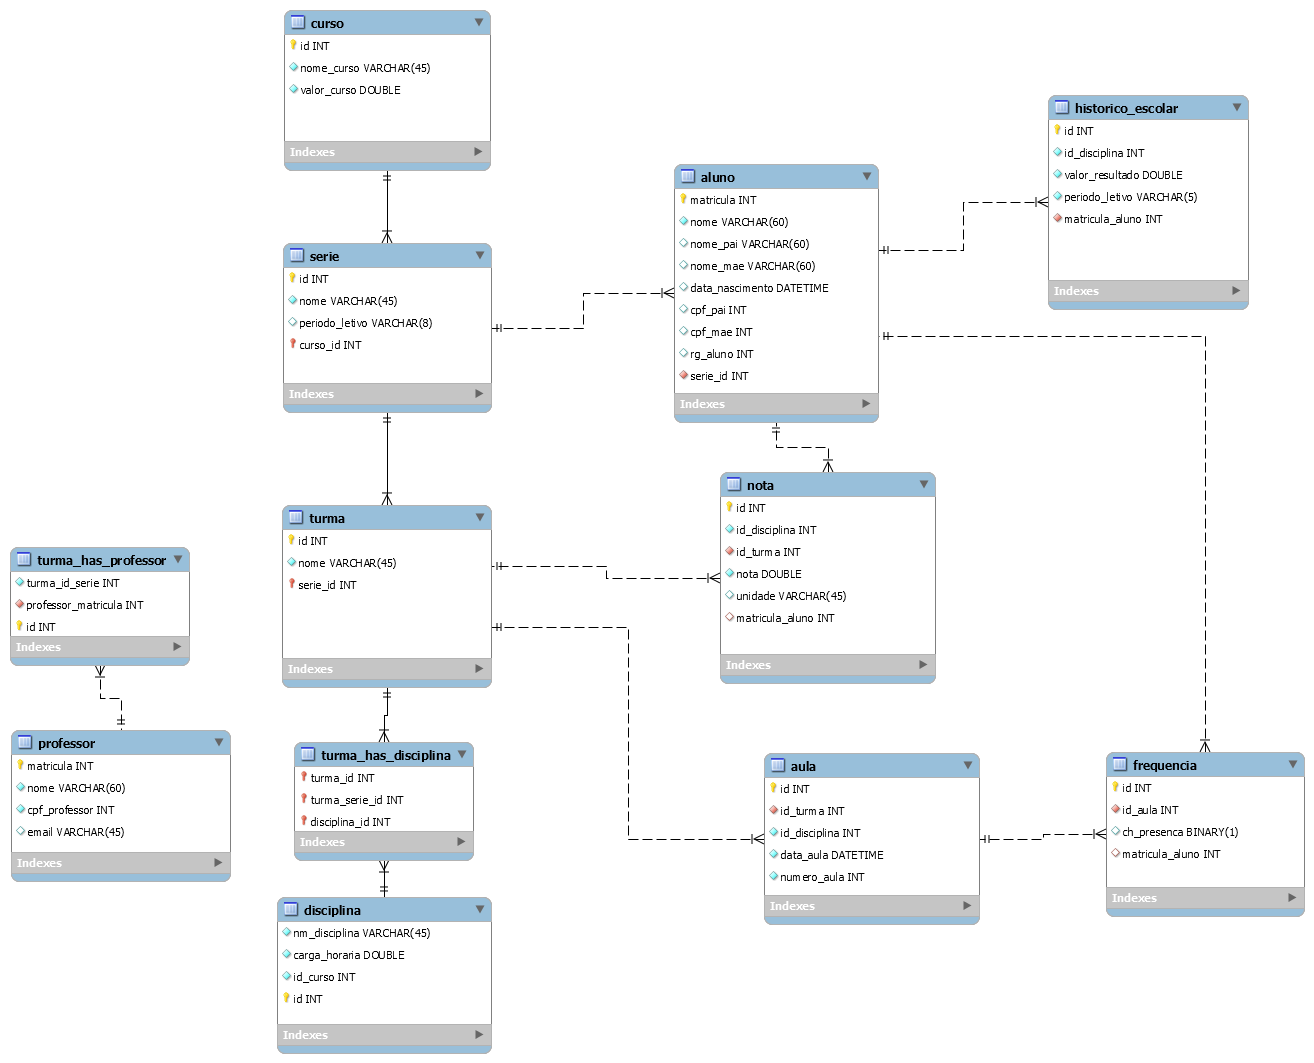 curso
id INT
nome_curso VARCHAR(45)
valor_curso DOUBLE
Indexes
serie
id INT
nome VARCHAR(45)
periodo_letivo VARCHAR(8)
curso_id INT
Indexes
aluno
matricula INT
nome VARCHAR(60)
nome_pai VARCHAR(60)
nome_mae VARCHAR(60)
data_nascimento DATETIME
cpf_pai INT
cpf_mae INT
rg_aluno INT
serie_id INT
Indexes
historico_escolar
id INT
id_disciplina INT
valor_resultado DOUBLE
periodo_letivo VARCHAR(5)
matricula_aluno INT
Indexes
turma
id INT
nome VARCHAR(45)
serie_id INT
Indexes
nota
id INT
id_disciplina INT
id_turma INT
nota DOUBLE
unidade VARCHAR(45)
matricula_aluno INT
Indexes
turma_has_professor
turma_id_serie INT
professor_matricula INT
id INT
Indexes
professor
matricula INT
nome VARCHAR(60)
cpf_professor INT
email VARCHAR(45)
Indexes
turma_has_disciplina
turma_id INT
turma_serie_id INT
disciplina_id INT
Indexes
disciplina
nm_disciplina VARCHAR(45)
carga_horaria DOUBLE
id_curso INT
id INT
Indexes
aula
id INT
id_turma INT
id_disciplina INT
data_aula DATETIME
numero_aula INT
Indexes
frequencia
id INT
id_aula INT
ch_presenca BINARY(1)
matricula_aluno INT
Indexes